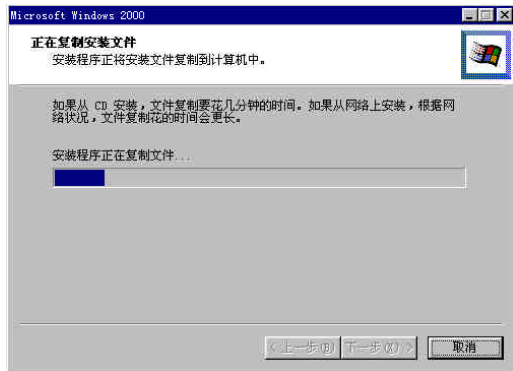 Microsoft Windows 2000
正在复制安装文件
安装程序正将安装文件复制到计算机中。
如果从 CD 安装，文件复制要花几分钟的时间。如果从网络上安装，根据网
络状况，文件复制花的时间会更长。
安装程序正在复制文件...
< 上一步(B) 下一步(N) > 取消